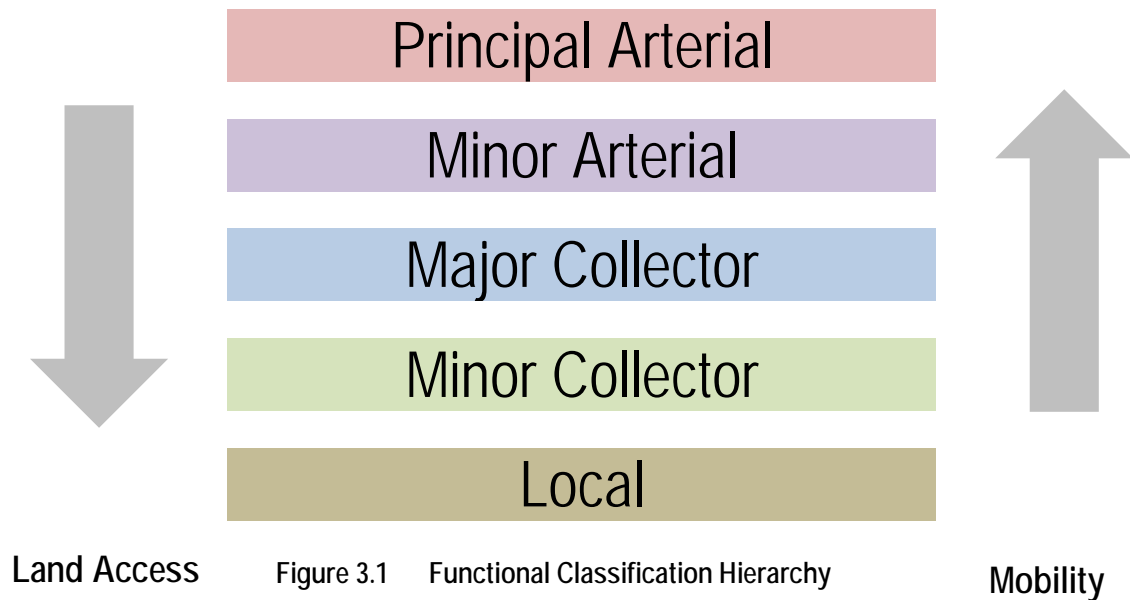 Principal Arterial
Minor Arterial
Major Collector
Minor Collector
Local
Land Access
Figure 3.1 Functional Classification Hierarchy
Mobility